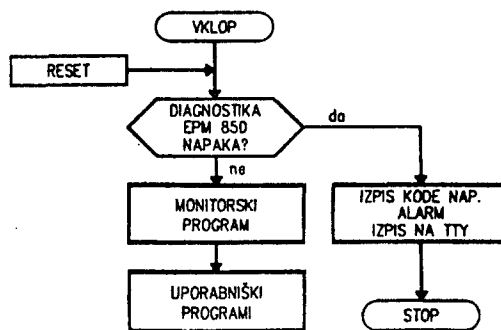 VKLOP
RESET
DIAGNOSTIKA
EPM 85D
NAPAKA?
da
ne
MONITORSKI
PROGRAM
IZPIS KODE NAP.
ALARM
IZPIS NA TTY
UPORABNIŠKI
PROGRAMI
STOP